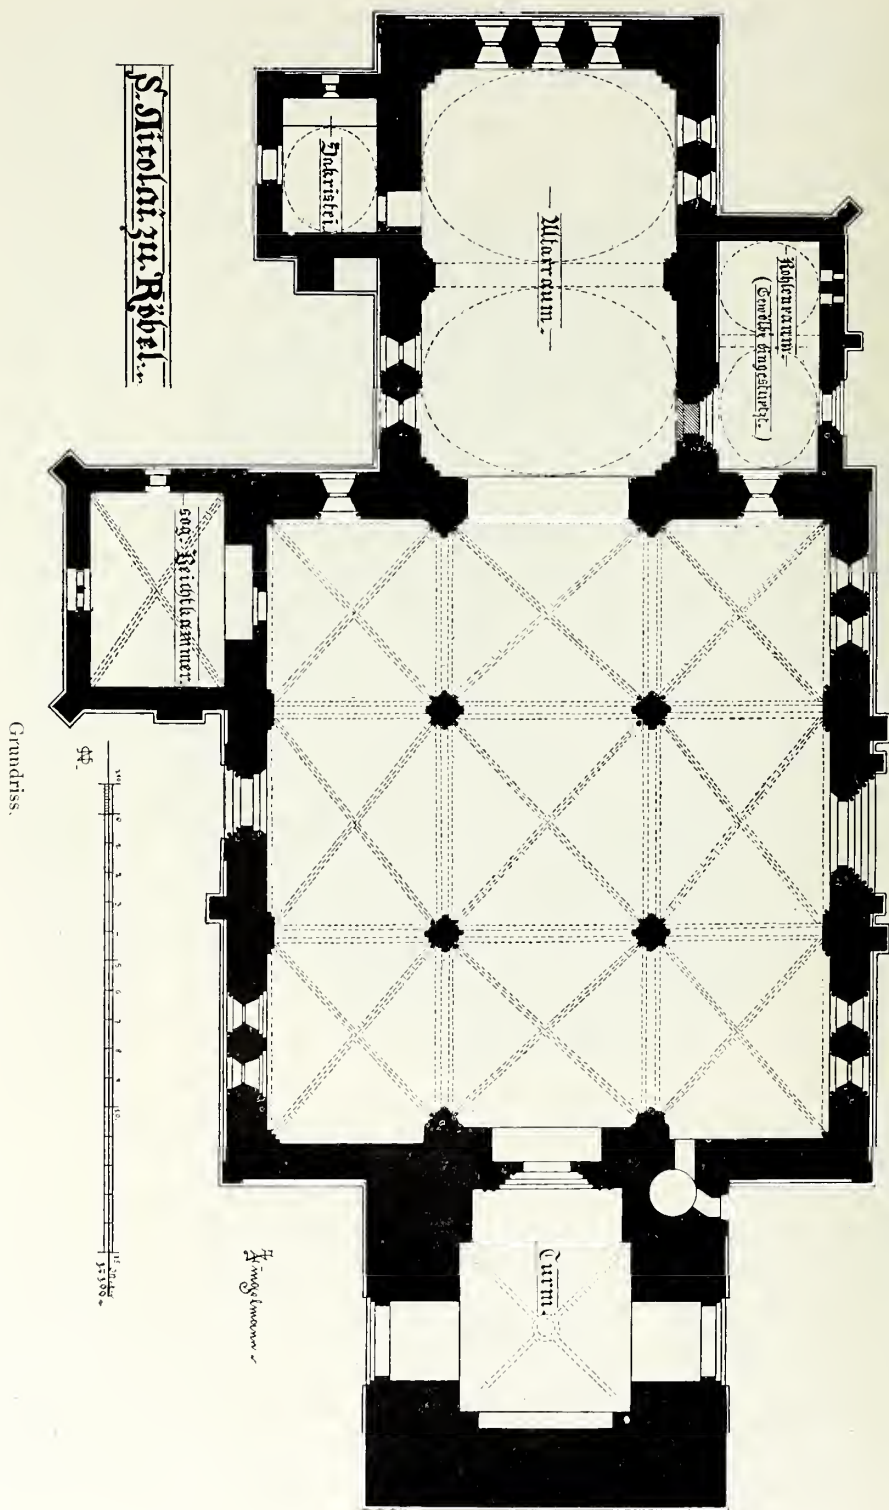 S. Nicolai. zu. Röbel.
Sakristei.
Altarraum.
Kohlenraum.
(Gewölbe eingestürzt.)
sog. Beichtkammer.
Turm.
Grundriss.